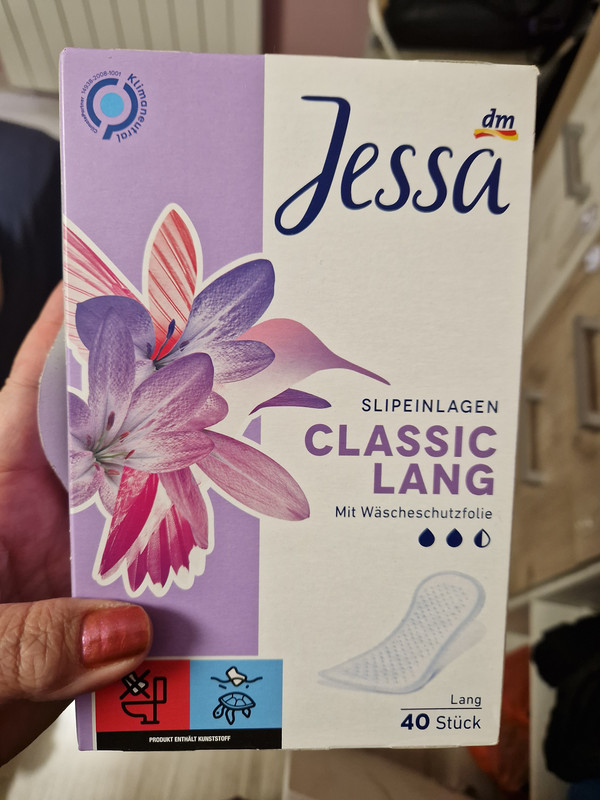 Klimaneutral
dm
Jessa
SLIPEINLAGEN
CLASSIC
LANG
Mit Wäscheschutzfolie
Lang
40 Stück
PRODUKT ENTHÄLT KUNSTSTOFF